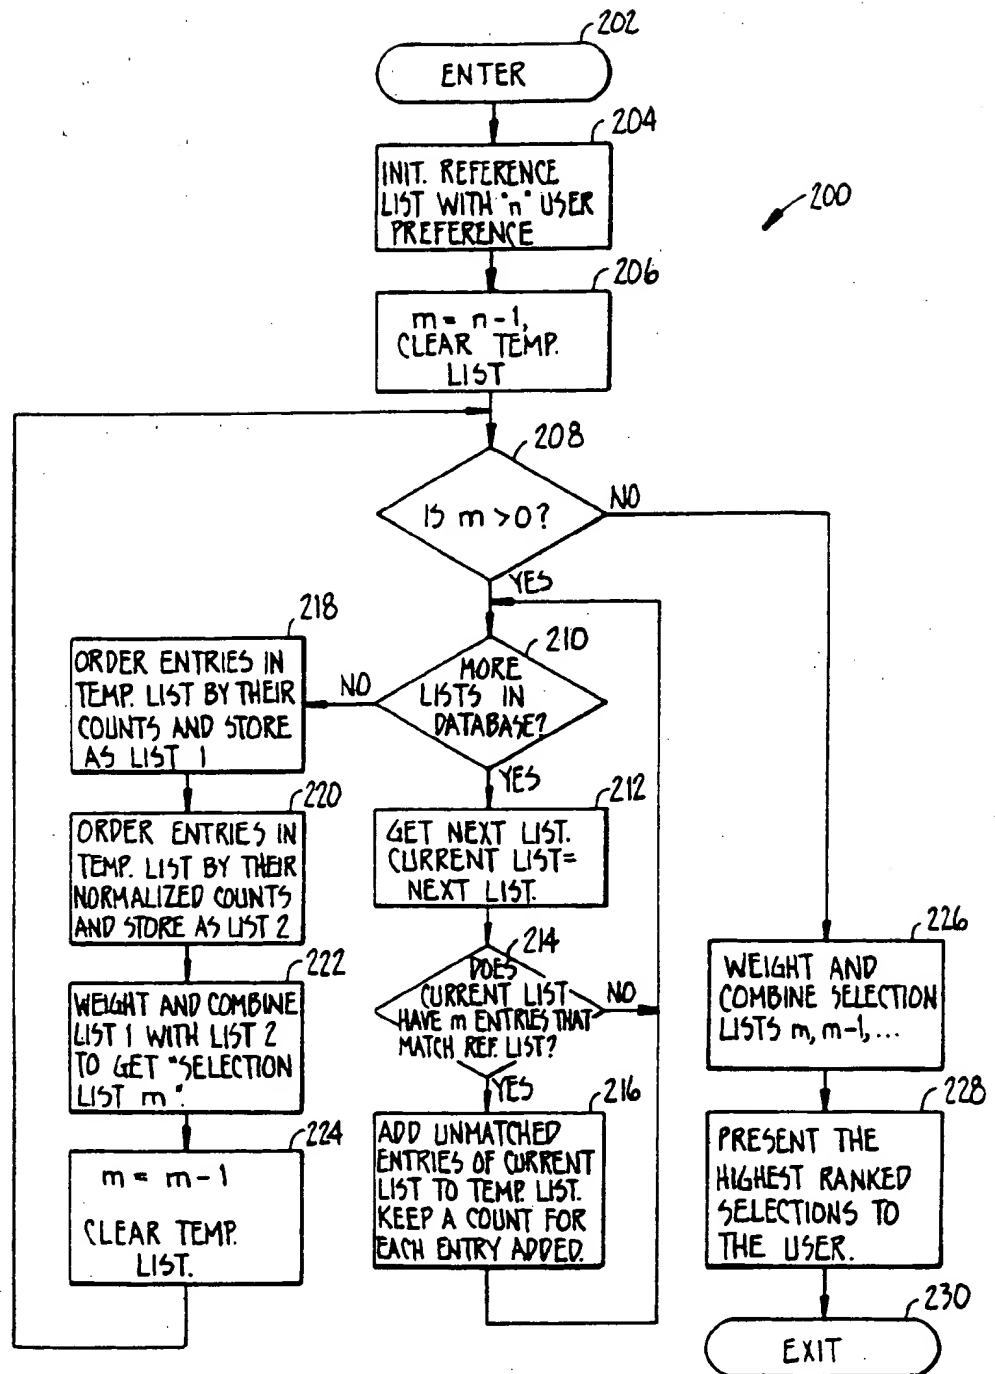 202
ENTER
204
INIT. REFERENCE
LIST WITH "n" USER
PREFERENCE
200
206
m = n-1,
CLEAR TEMP.
LIST
208
IS m >0?
NO
YES
218
ORDER ENTRIES IN
TEMP. LIST BY THEIR
COUNTS AND STORE
AS LIST 1
210
MORE
LISTS IN
DATABASE?
NO
YES
220
ORDER ENTRIES IN
TEMP. LIST BY THEIR
NORMALIZED COUNTS
AND STORE AS LIST 2
212
GET NEXT LIST.
CURRENT LIST=
NEXT LIST.
222
WEIGHT AND COMBINE
LIST 1 WITH LIST 2
TO GET "SELECTION
LIST m".
214
DOES
CURRENT LIST
HAVE m ENTRIES THAT
MATCH REF. LIST?
NO
YES
226
WEIGHT AND
COMBINE SELECTION
LISTS m, m-1, ...
224
m = m-1
CLEAR TEMP.
LIST.
216
ADD UNMATCHED
ENTRIES OF CURRENT
LIST TO TEMP. LIST.
KEEP A COUNT FOR
EACH ENTRY ADDED.
228
PRESENT THE
HIGHEST RANKED
SELECTIONS TO
THE USER.
230
EXIT